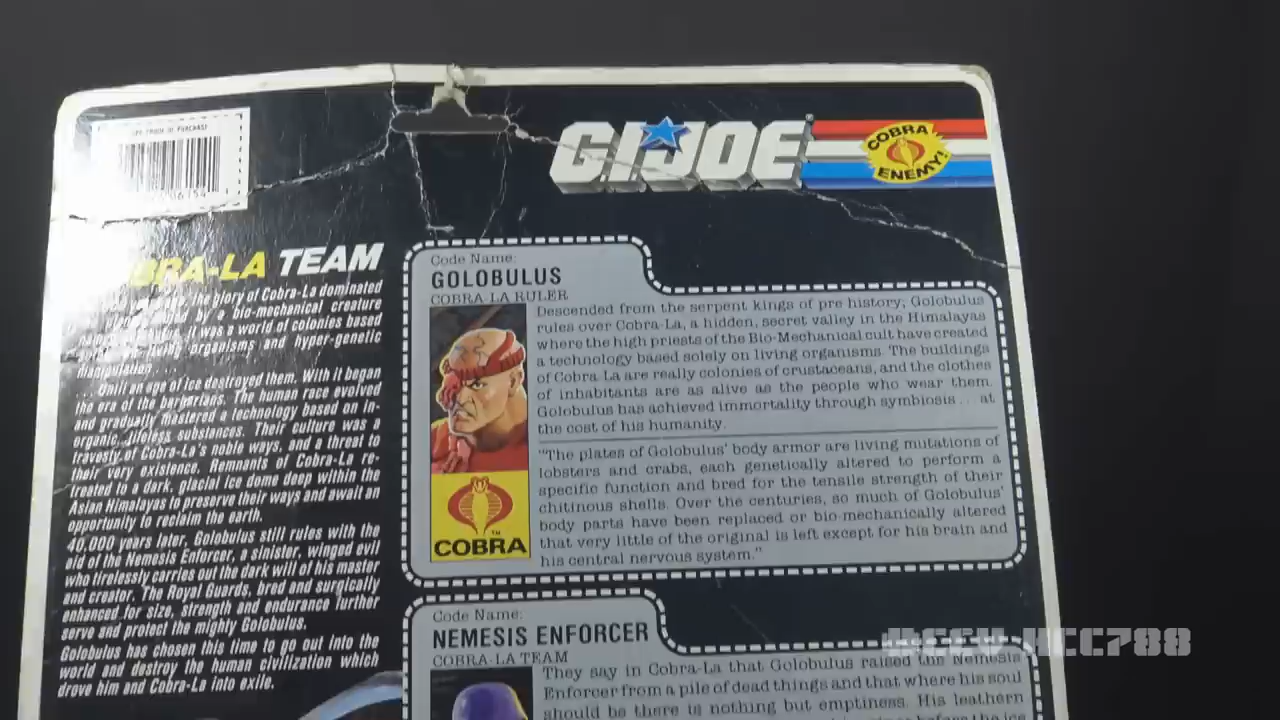 PROOF OF PURCHASE
G.I. JOE
COBRA
ENEMY!
BRA-LA TEAM
the glory of Cobra-La dominated
by a bio-mechanical creature
it was a world of colonies based
living organisms and hyper-genetic
manipulation...
...Until an age of ice destroyed them. With it began
the era of the barbarians. The human race evolved
and gradually mastered a technology based on in-
organic, lifeless substances. Their culture was a
travesty of Cobra-La's noble ways, and a threat to
their very existence. Remnants of Cobra-La re-
treated to a dark, glacial ice dome deep within the
Asian Himalayas to preserve their ways and await an
opportunity to reclaim the earth.
40,000 years later, Golobulus still rules with the
aid of the Nemesis Enforcer, a sinister, winged evil
who tirelessly carries out the dark will of his master
and creator. The Royal Guards, bred and surgically
enhanced for size, strength and endurance further
serve and protect the mighty Golobulus.
Golobulus has chosen this time to go out into the
world and destroy the human civilization which
drove him and Cobra-La into exile.
Code Name:
GOLOBULUS
COBRA LA RULER
Descended from the serpent kings of pre history; Golobulus
rules over Cobra-La, a hidden, secret valley in the Himalayas
where the high priests of the Bio-Mechanical cult have created
a technology based solely on living organisms. The buildings
of Cobra La are really colonies of crustaceans, and the clothes
of inhabitants are as alive as the people who wear them.
Golobulus has achieved immortality through symbiosis... at
the cost of his humanity.
"The plates of Golobulus' body armor are living mutations of
lobsters and crabs, each genetically altered to perform a
specific function and bred for the tensile strength of their
chitinous shells. Over the centuries, so much of Golobulus'
body parts have been replaced or bio-mechanically altered
that very little of the original is left except for his brain and
his central nervous system."
COBRA
TM
Code Name:
NEMESIS ENFORCER
COBRA-LA TEAM
They say in Cobra-La that Golobulus raised the Nemesis
Enforcer from a pile of dead things and that where his soul
should be there is nothing but emptiness. His leathern
before the ice
HCC788